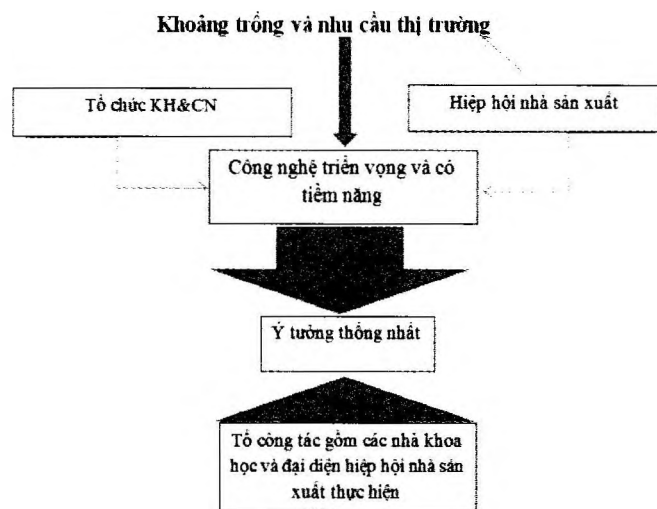 Khoảng trống và nhu cầu thị trường
Tổ chức KH&CN
Hiệp hội nhà sản xuất
Công nghệ triển vọng và có
tiềm năng
Ý tưởng thống nhất
Tổ công tác gồm các nhà khoa
học và đại diện hiệp hội nhà sản
xuất thực hiện